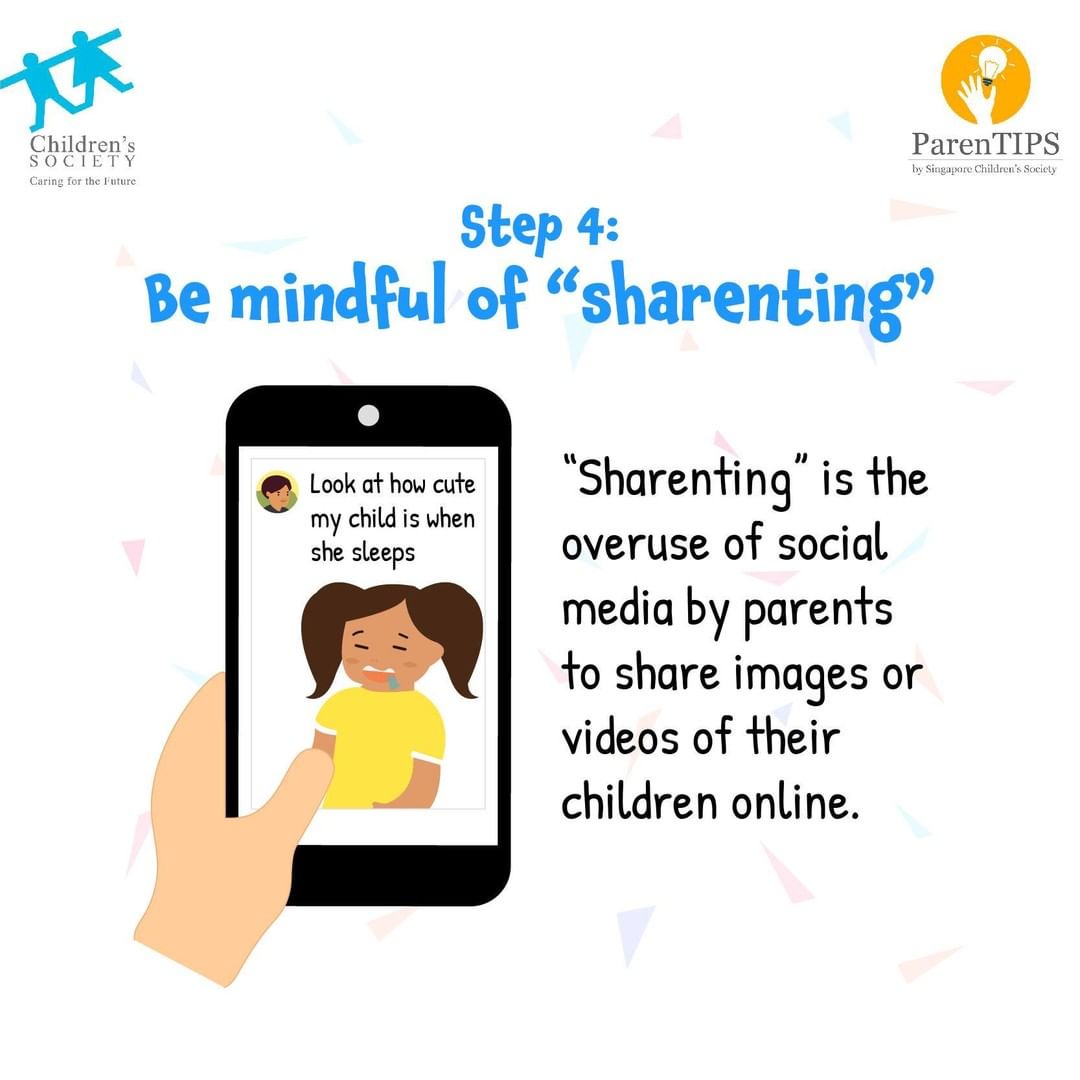 Children's
SOCIETY
Caring for the Future
ParenTIPS
by Singapore Children's Society
Step 4:
Be mindful of “sharenting”
Look at how cute
my child is when
she sleeps
“Sharenting” is the
overuse of social
media by parents
to share images or
videos of their
children online.